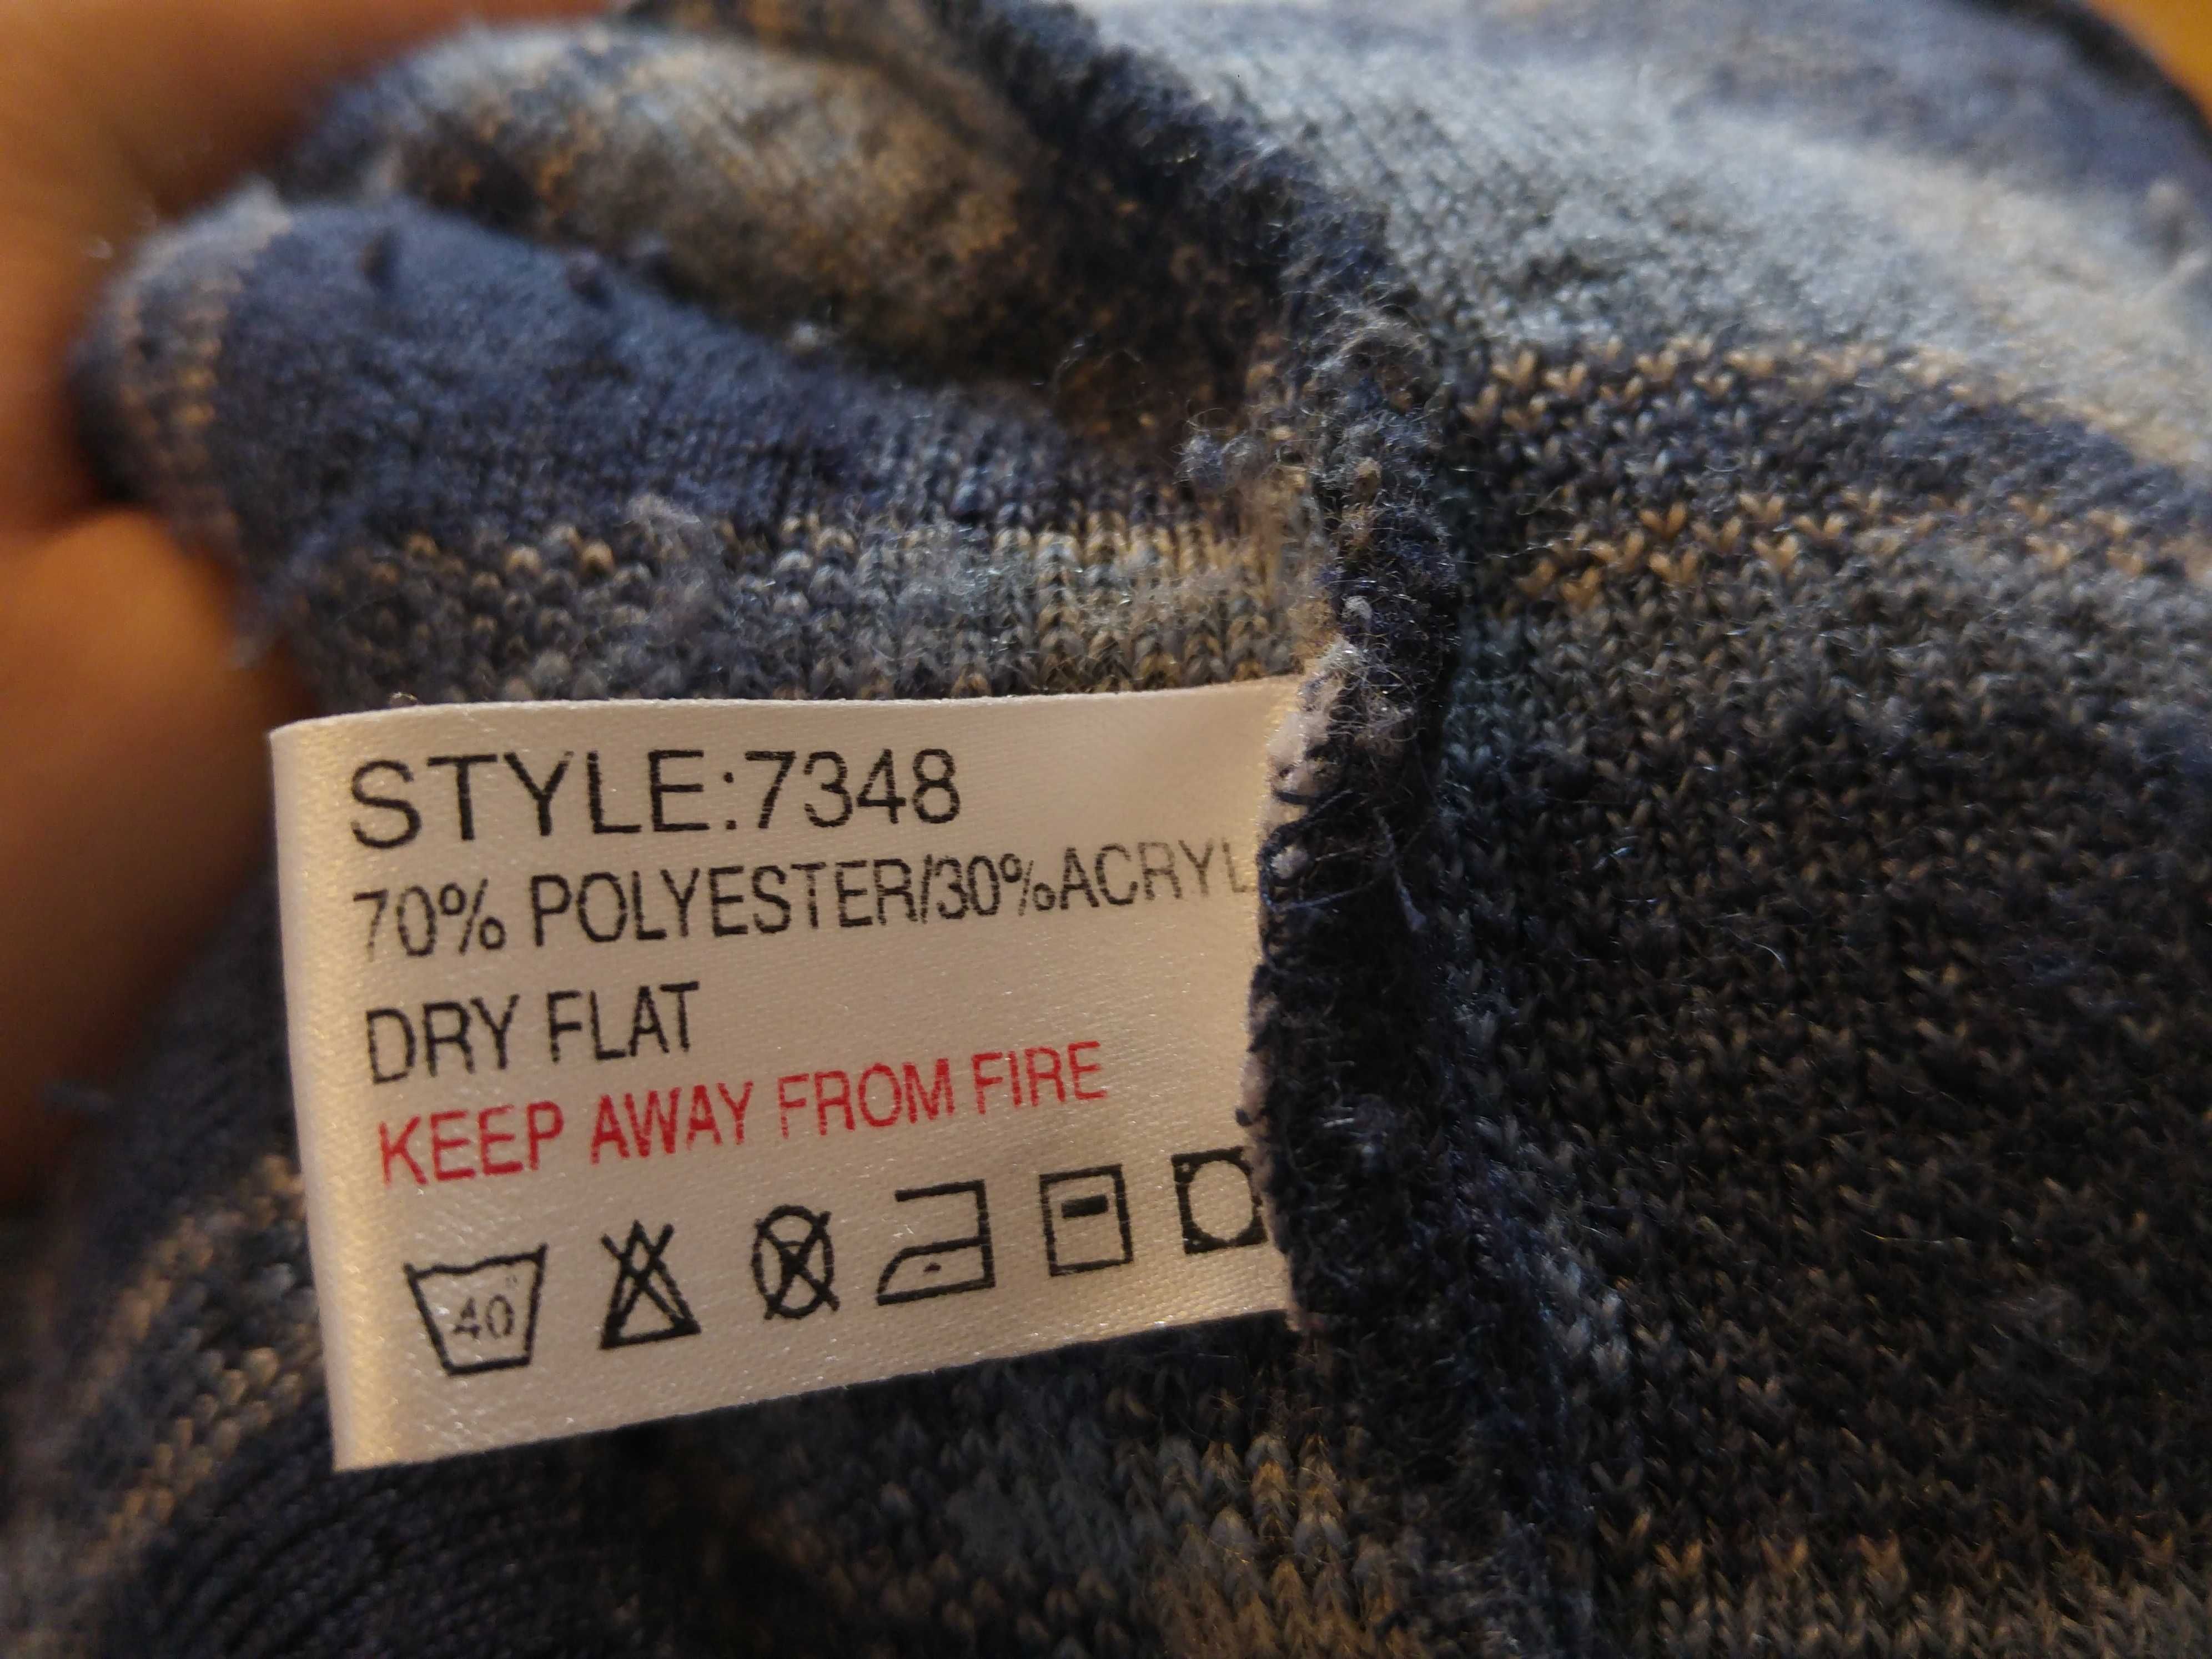 STYLE:7348
70% POLYESTER/30%ACRYL
DRY FLAT
KEEP AWAY FROM FIRE
40